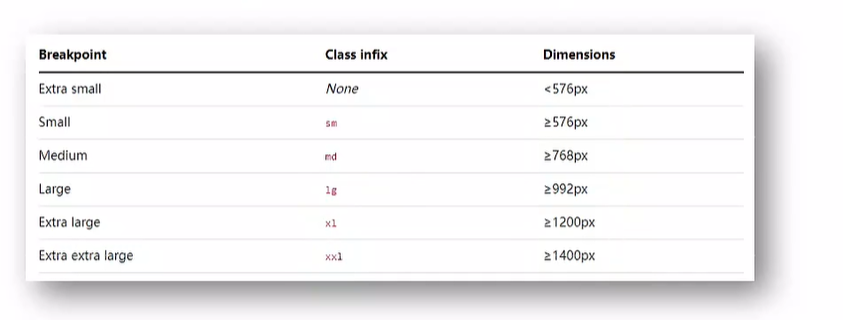 Breakpoint Class infix Dimensions
Extra small None <576px
Small sm ≥576px
Medium md ≥768px
Large lg ≥992px
Extra large xl ≥1200px
Extra extra large xxl ≥1400px